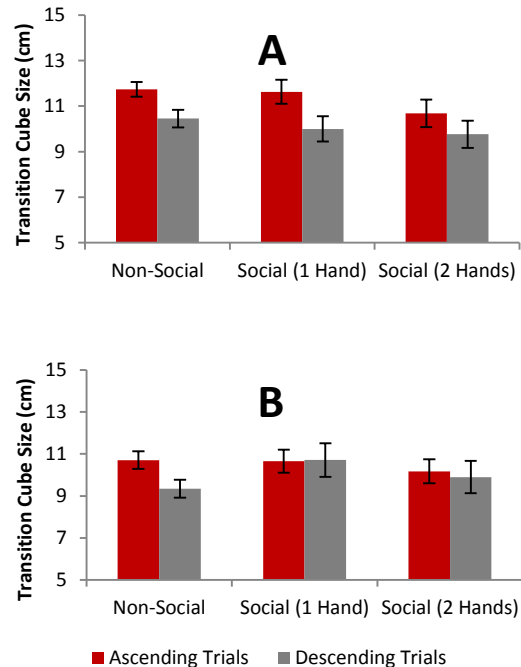 A
Transition Cube Size (cm)
15
13
11
9
7
5
Non-Social Social (1 Hand) Social (2 Hands)
B
Transition Cube Size (cm)
15
13
11
9
7
5
Non-Social Social (1 Hand) Social (2 Hands)
Ascending Trials Descending Trials